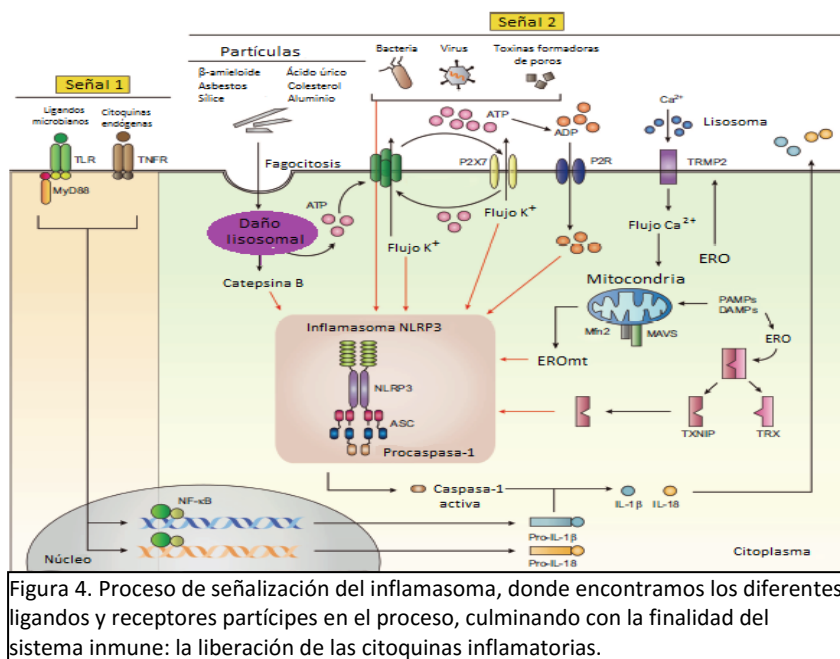 Señal 2
Partículas
β-amieloide
Asbestos
Sílice
Ácido úrico
Colesterol
Aluminio
Bacteria
Virus
Toxinas formadoras
de poros
Señal 1
Ligandos
microbianos
Citoquinas
endógenas
TLR
TNFR
MyD88
Fagocitosis
ATP
ADP
P2X7
P2R
Ca²⁺
Lisosoma
TRMP2
Daño
lisosomal
ATP
Flujo K⁺
Flujo K⁺
Flujo Ca²⁺
ERO
Catepsina B
Mitocondria
PAMPs
DAMPs
Mfn2
MAVS
ERO
Inflamasoma NLRP3
EROmt
NLRP3
ASC
Procaspasa-1
TXNIP
TRX
Caspasa-1
activa
IL-1β
IL-18
NF-κB
Pro-IL-1β
Pro-IL-18
Núcleo
Citoplasma
Figura 4. Proceso de señalización del inflamasoma, donde encontramos los diferentes
ligandos y receptores partícipes en el proceso, culminando con la finalidad del
sistema inmune: la liberación de las citoquinas inflamatorias.